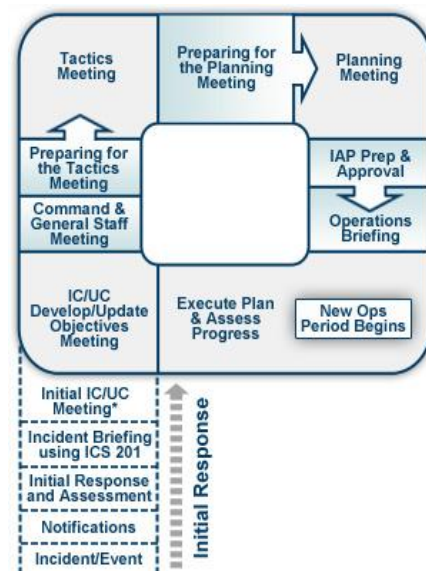 Tactics
Meeting
Preparing for
the Planning
Meeting
Planning
Meeting
Preparing for
the Tactics
Meeting
IAP Prep &
Approval
Command &
General Staff
Meeting
Operations
Briefing
IC/UC
Develop/Update
Objectives
Meeting
Execute Plan
& Assess
Progress
New Ops
Period Begins
Initial IC/UC
Meeting*
Incident Briefing
using ICS 201
Initial Response
and Assessment
Notifications
Incident/Event
Initial Response